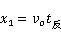 x₁ = v₀t反